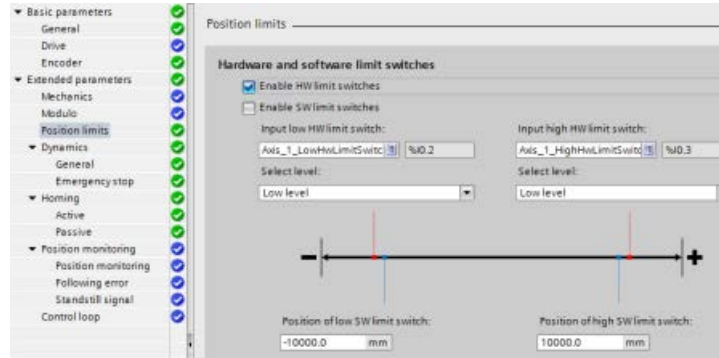 Basic parameters
General
Drive
Encoder
Extended parameters
Mechanics
Modulo
Position limits
Dynamics
General
Emergency stop
Homing
Active
Passive
Position monitoring
Position monitoring
Following error
Standstill signal
Control loop
Position limits
Hardware and software limit switches
Enable HW limit switches
Enable SW limit switches
Input low HW limit switch:
Input high HW limit switch:
Axis_1_LowHwLimitSwitc %I0.2
Axis_1_HighHwLimitSwitc %I0.3
Select level:
Select level:
Low level
Low level
Position of low SW limit switch:
Position of high SW limit switch:
-10000.0 mm
10000.0 mm